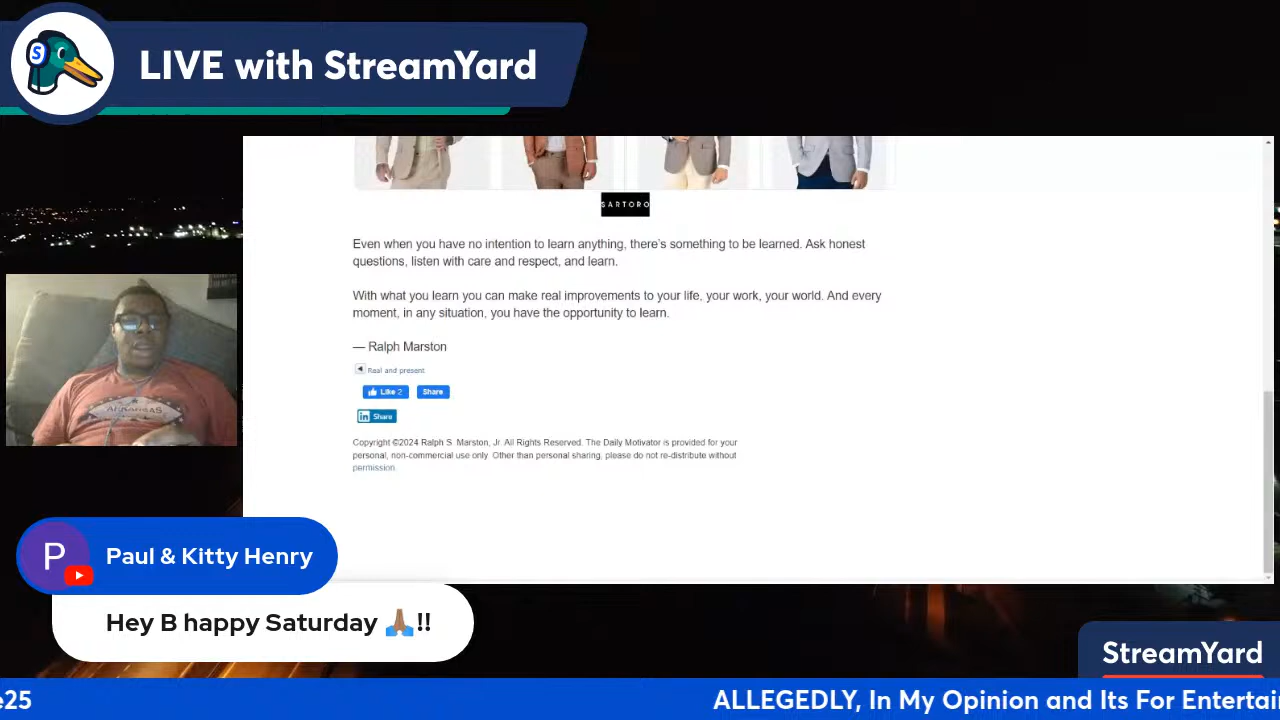 S
LIVE with StreamYard
SARTORO
Even when you have no intention to learn anything, there's something to be learned. Ask honest
questions, listen with care and respect, and learn.
With what you learn you can make real improvements to your life, your work, your world. And every
moment, in any situation, you have the opportunity to learn.
— Ralph Marston
Real and present
Like 2
Share
in Share
Copyright ©2024 Ralph S. Marston, Jr. All Rights Reserved. The Daily Motivator is provided for your
personal, non-commercial use only. Other than personal sharing, please do not re-distribute without
permission
ARKANSAS
P
Paul & Kitty Henry
Hey B happy Saturday 🙏🏽!!
StreamYard
e25
ALLEGEDLY, In My Opinion and Its For Entertai